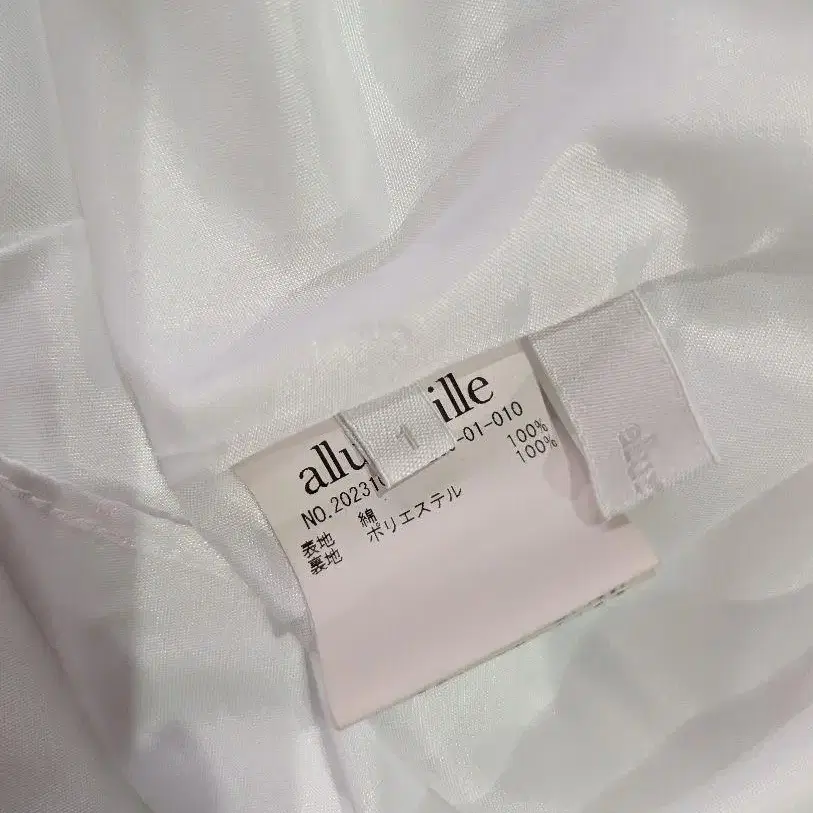 allu ille
1
NO.20231 -01-010
表地 綿 100%
裏地 ポリエステル 100%